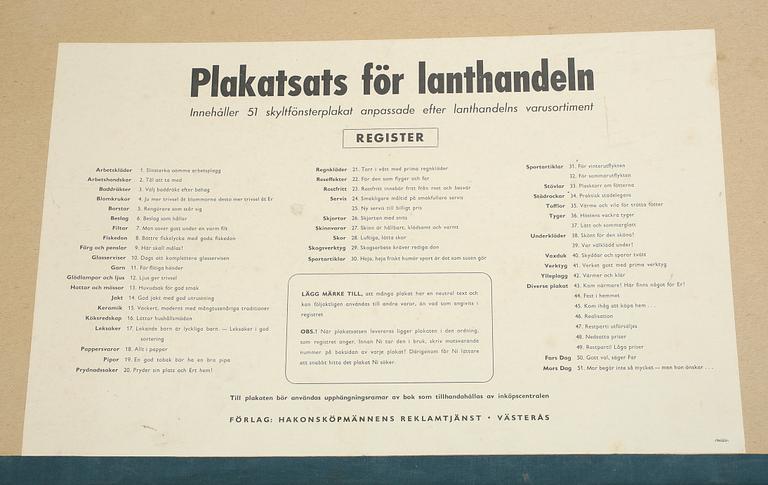 Plakatsats för lanthandeln
Innehåller 51 skyltfönsterplakat anpassade efter lanthandelns varusortiment
REGISTER
Arbetskläder 1. Slitstarka oömma arbetsplagg
Arbetshandskar 2. Tål att ta med
Baddräkter 3. Välj baddräkt efter behag
Blomkrukor 4. Ju mer trivsel åt blommorna desto mer trivsel åt Er
Borstar 5. Rengörare som står sig
Beslag 6. Beslag som håller
Filtar 7. Man sover gott under en varm filt
Fiskedon 8. Bättre fiskelycka med goda fiskedon
Färg och penslar 9. Här skall målas!
Glasserviser 10. Dags att komplettera glasservisen
Garn 11. För flitiga händer
Glödlampor och ljus 12. Ljus ger trivsel
Hattar och mössor 13. Huvudsak för god smak
Jakt 14. God jakt med god utrustning
Keramik 15. Vackert, modernt med mångtusenåriga traditioner
Köksredskap 16. Lättar hushållsmödan
Leksaker 17. Lekande barn är lyckliga barn. — Leksaker i god
sortering
Pappersvaror 18. Allt i papper
Pipor 19. En god tobak bör ha en bra pipa
Prydnadssaker 20. Pryder sin plats och Ert hem!
Regnkläder 21. Torr i vått med prima regnkläder
Reseffekter 22. För den som flyger och far
Rostfritt 23. Rostfritt innebär fritt från rost och besvär
Servis 24. Smakligare måltid på smakfullare servis
25. Ny servis till billigt pris
Skjortor 26. Skjortan med snits
Skinnvaror 27. Skinn är hållbart, klädsamt och varmt
Skor 28. Luftiga, lätta skor
Skogsverktyg 29. Skogsarbete kräver rediga don
Sportartiklar 30. Heja, heja friskt humör sport är det som susen gör
LÄGG MÄRKE TILL, att många plakat har en neutral text och
kan följaktligen användas till andra varor, än vad som angivits i
registret
OBS.! När plakatsatsen levereras ligger plakaten i den ordning,
som registret anger. Innan Ni tar den i bruk, skriv motsvarande
nummer på baksidan av varje plakat! Därigenom får Ni lättare
att snabbt hitta det plakat Ni söker.
Sportartiklar 31. För vinterutflykten
32. För sommarutflykten
Stövlar 33. Plasktorr om fötterna
Städrockar 34. Praktisk städelegans
Tofflor 35. Värme och vila för trötta fötter
Tyger 36. Höstens vackra tyger
37. Lätt och sommarglatt
Underkläder 38. Skönt för den sköna!
39. Var välklädd under!
Vaxduk 40. Skyddar och sparar tvätt
Verktyg 41. Verket gott med prima verktyg
Ylleplagg 42. Värmer och klär
Diverse plakat 43. Kom närmare! Här finns något för Er!
44. Fest i hemmet
45. Kom ihåg att köpa hem . . .
46. Realisation
47. Restparti utförsäljes
48. Nedsatta priser
49. Restparti! Låga priser
Fars Dag 50. Gott val, säger Far
Mors Dag 51. Mor begär inte så mycket — men hon önskar . . .
Till plakaten bör användas upphängningsramar av bok som tillhandahållas av inköpscentralen
FÖRLAG: HAKONSKÖPMÄNNENS REKLAMTJÄNST • VÄSTERÅS